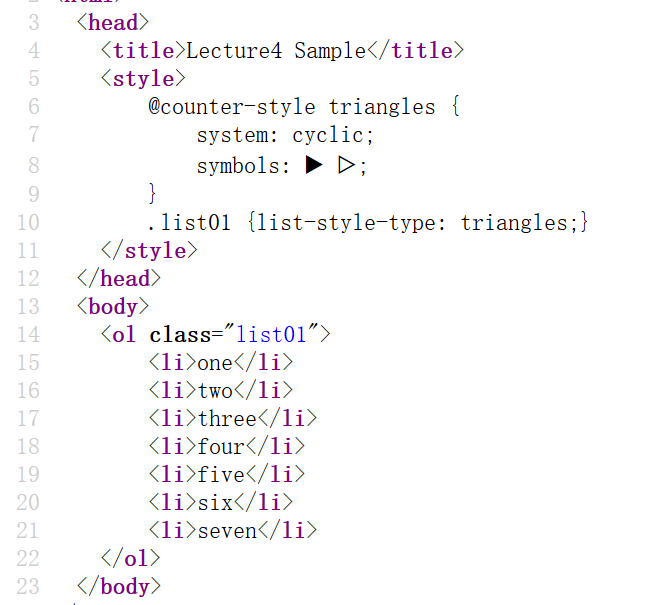 2 <html>
3 <head>
4 <title>Lecture4 Sample</title>
5 <style>
6 @counter-style triangles {
7 system: cyclic;
8 symbols: ▶ ▷;
9 }
10 .list01 {list-style-type: triangles;}
11 </style>
12 </head>
13 <body>
14 <ol class="list01">
15 <li>one</li>
16 <li>two</li>
17 <li>three</li>
18 <li>four</li>
19 <li>five</li>
20 <li>six</li>
21 <li>seven</li>
22 </ol>
23 </body>